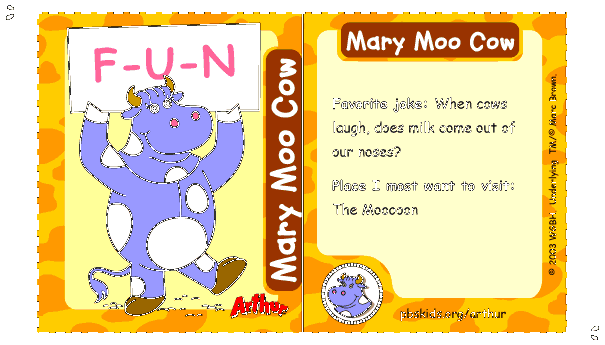 F-U-N
Mary Moo Cow
Arthur
Mary Moo Cow
Favorite joke: When cows
laugh, does milk come out of
our noses?
Place I most want to visit:
The Moocoon
pbskids.org/arthur
© 2003 WGBH. Underlying TM/© Marc Brown.